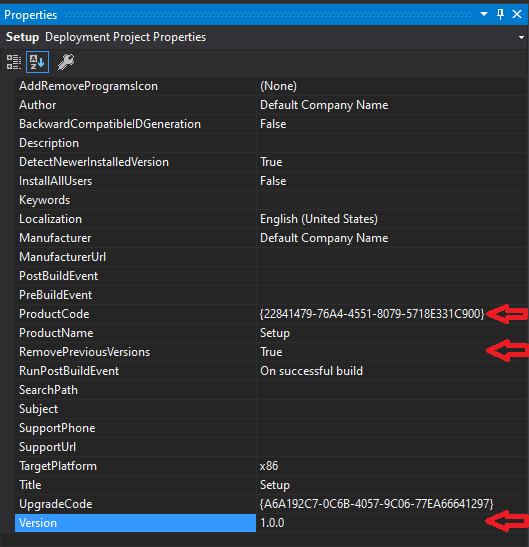 Properties
Setup Deployment Project Properties
AddRemoveProgramsIcon (None)
Author Default Company Name
BackwardCompatibleIDGeneration False
Description
DetectNewerInstalledVersion True
InstallAllUsers False
Keywords
Localization English (United States)
Manufacturer Default Company Name
ManufacturerUrl
PostBuildEvent
PreBuildEvent
ProductCode {22841479-76A4-4551-8079-5718E331C900}
ProductName Setup
RemovePreviousVersions True
RunPostBuildEvent On successful build
SearchPath
Subject
SupportPhone
SupportUrl
TargetPlatform x86
Title Setup
UpgradeCode {A6A192C7-0C6B-4057-9C06-77EA66641297}
Version 1.0.0